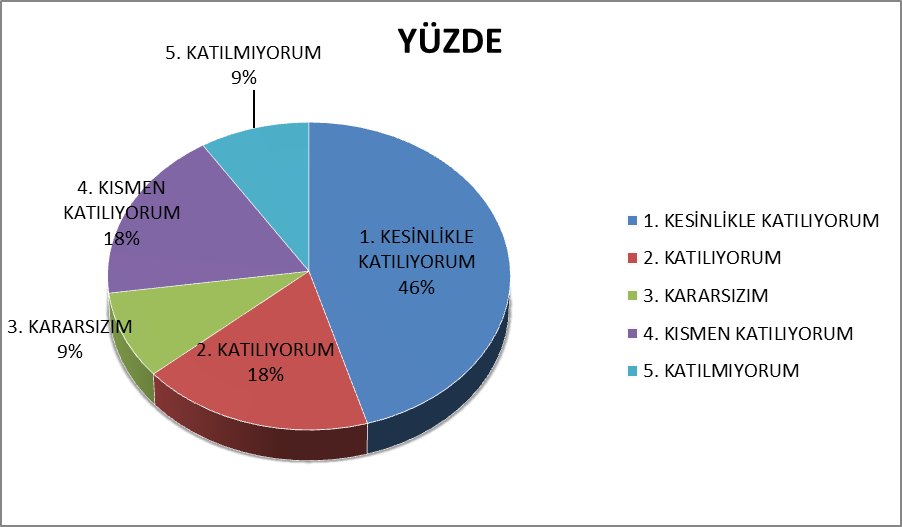 YÜZDE
5. KATILMIYORUM
9%
4. KISMEN
KATILIYORUM
18%
1. KESİNLİKLE
KATILIYORUM
46%
3. KARARSIZIM
9%
2. KATILIYORUM
18%
1. KESİNLİKLE KATILIYORUM
2. KATILIYORUM
3. KARARSIZIM
4. KISMEN KATILIYORUM
5. KATILMIYORUM